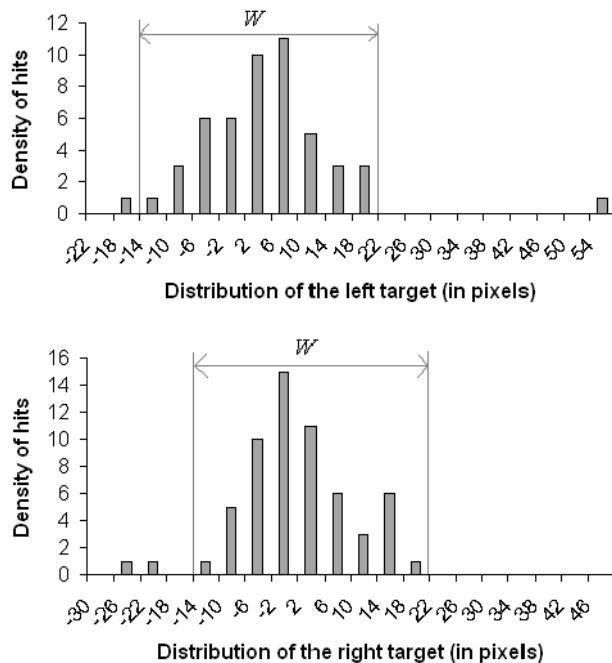 W
12
10
8
6
4
2
0
Density of hits
-22 -18 -14 -10 -6 -2 2 6 10 14 18 22 26 30 34 38 42 46 50 54
Distribution of the left target (in pixels)
W
16
14
12
10
8
6
4
2
0
Density of hits
-30 -26 -22 -18 -14 -10 -6 -2 2 6 10 14 18 22 26 30 34 38 42 46
Distribution of the right target (in pixels)